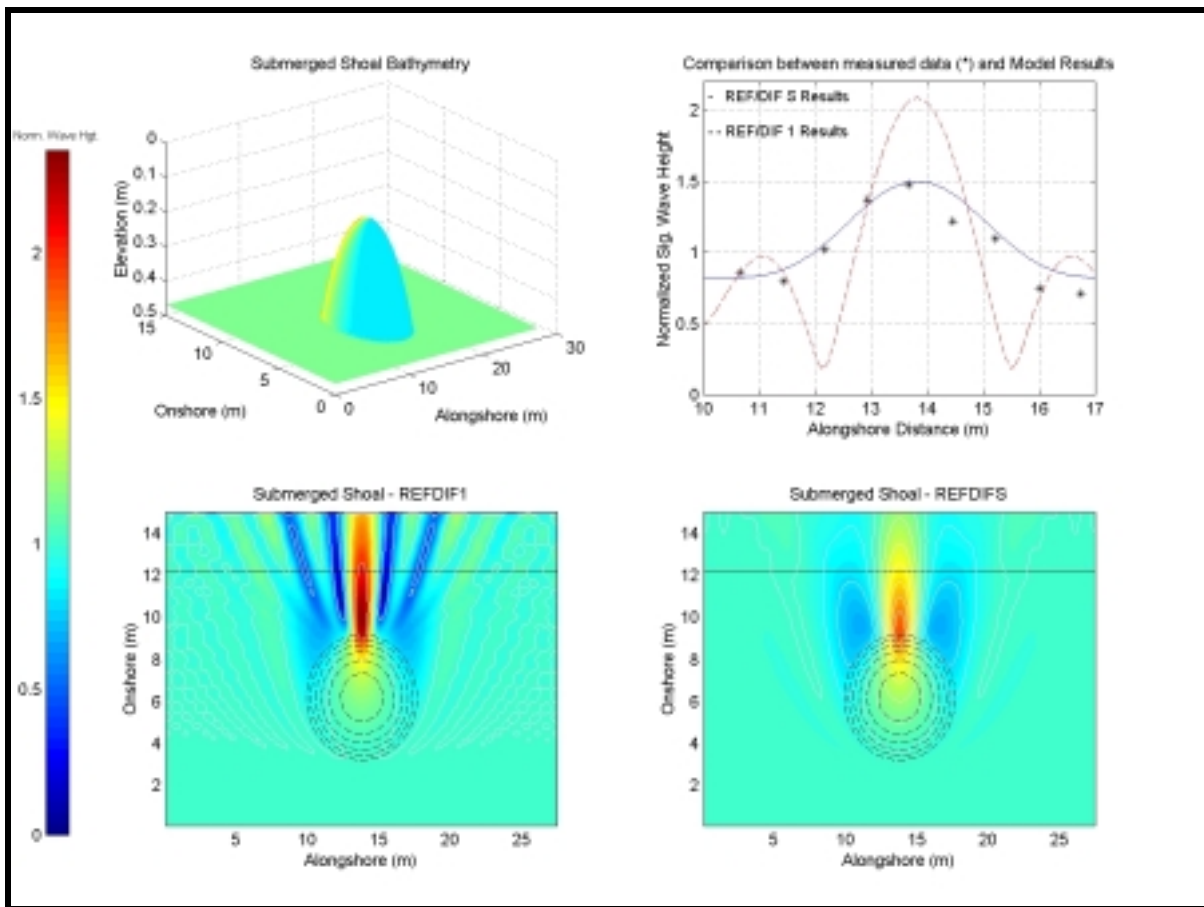 Submerged Shoal Bathymetry
Norm. Wave Hgt.
2
1.5
1
0.5
0
Elevation (m)
0
0.1
0.2
0.3
0.4
0.5
15
10
5
0
Onshore (m)
0
10
20
30
Alongshore (m)
Comparison between measured data (*) and Model Results
- REF/DIF S Results
-- REF/DIF 1 Results
Normalized Sig. Wave Height
2
1.5
1
0.5
0
10 11 12 13 14 15 16 17
Alongshore Distance (m)
Submerged Shoal - REFDIF1
Onshore (m)
14
12
10
8
6
4
2
5 10 15 20 25
Alongshore (m)
Submerged Shoal - REFDIFS
Onshore (m)
14
12
10
8
6
4
2
5 10 15 20 25
Alongshore (m)